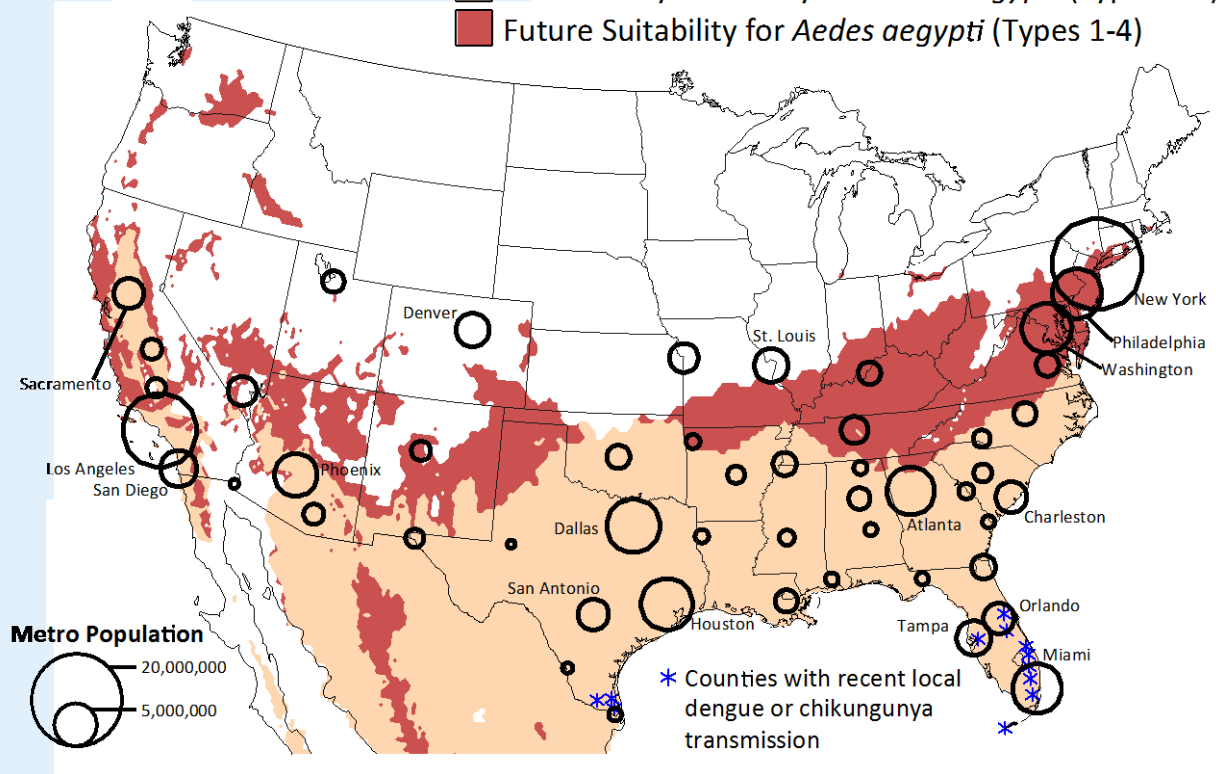 Future Suitability for Aedes aegypti (Types 1-4)
Denver
St. Louis
New York
Philadelphia
Washington
Sacramento
Los Angeles
San Diego
Phoenix
Dallas
Atlanta
Charleston
San Antonio
Houston
Orlando
Tampa
Miami
Metro Population
20,000,000
5,000,000
Counties with recent local
dengue or chikungunya
transmission